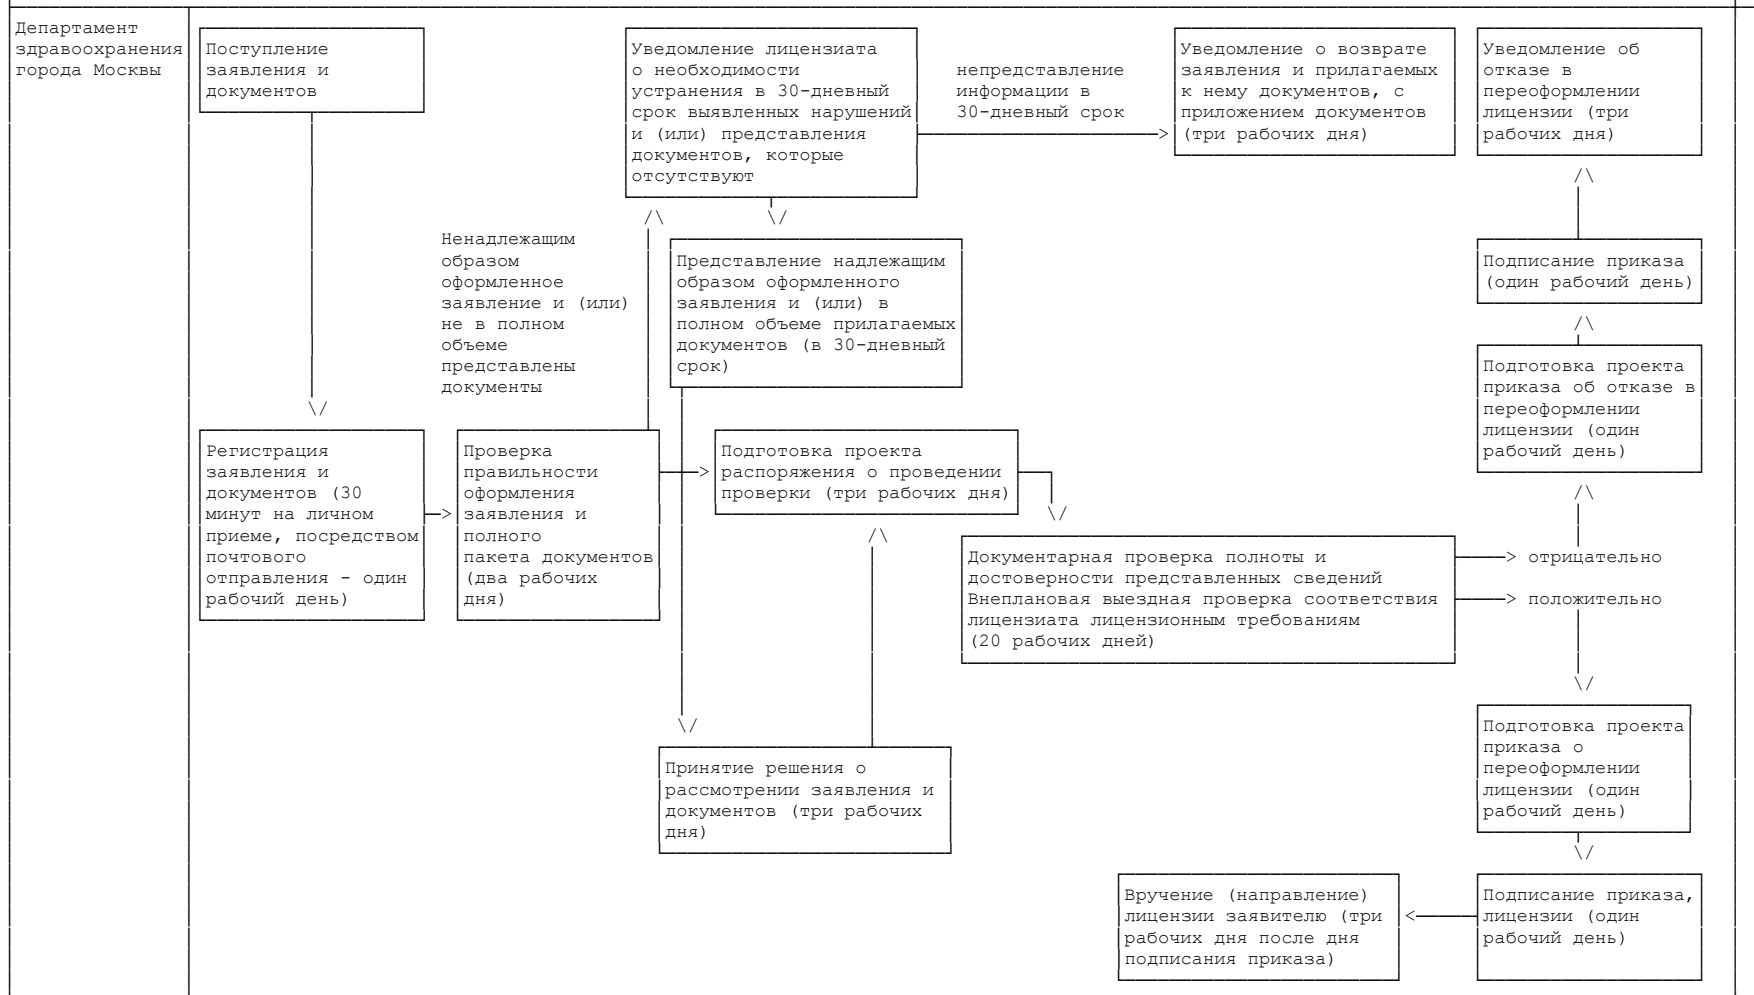 Департамент
здравоохранения
города Москвы
Поступление
заявления и
документов
Уведомление лицензиата
о необходимости
устранения в 30-дневный
срок выявленных нарушений
и (или) представления
документов, которые
отсутствуют
непредставление
информации в
30-дневный срок
Уведомление о возврате
заявления и прилагаемых
к нему документов, с
приложением документов
(три рабочих дня)
Уведомление об
отказе в
переоформлении
лицензии (три
рабочих дня)
Ненадлежащим
образом
оформленное
заявление и (или)
не в полном
объеме
представлены
документы
Представление надлежащим
образом оформленного
заявления и (или) в
полном объеме прилагаемых
документов (в 30-дневный
срок)
Подписание приказа
(один рабочий день)
Подготовка проекта
приказа об отказе в
переоформлении
лицензии (один
рабочий день)
Регистрация
заявления и
документов (30
минут на личном
приеме, посредством
почтового
отправления - один
рабочий день)
Проверка
правильности
оформления
заявления и
полного
пакета документов
(два рабочих
дня)
Подготовка проекта
распоряжения о проведении
проверки (три рабочих дня)
Документарная проверка полноты и
достоверности представленных сведений
Внеплановая выездная проверка соответствия
лицензиата лицензионным требованиям
(20 рабочих дней)
отрицательно
положительно
Принятие решения о
рассмотрении заявления и
документов (три рабочих
дня)
Подготовка проекта
приказа о
переоформлении
лицензии (один
рабочий день)
Вручение (направление)
лицензии заявителю (три
рабочих дня после дня
подписания приказа)
Подписание приказа,
лицензии (один
рабочий день)